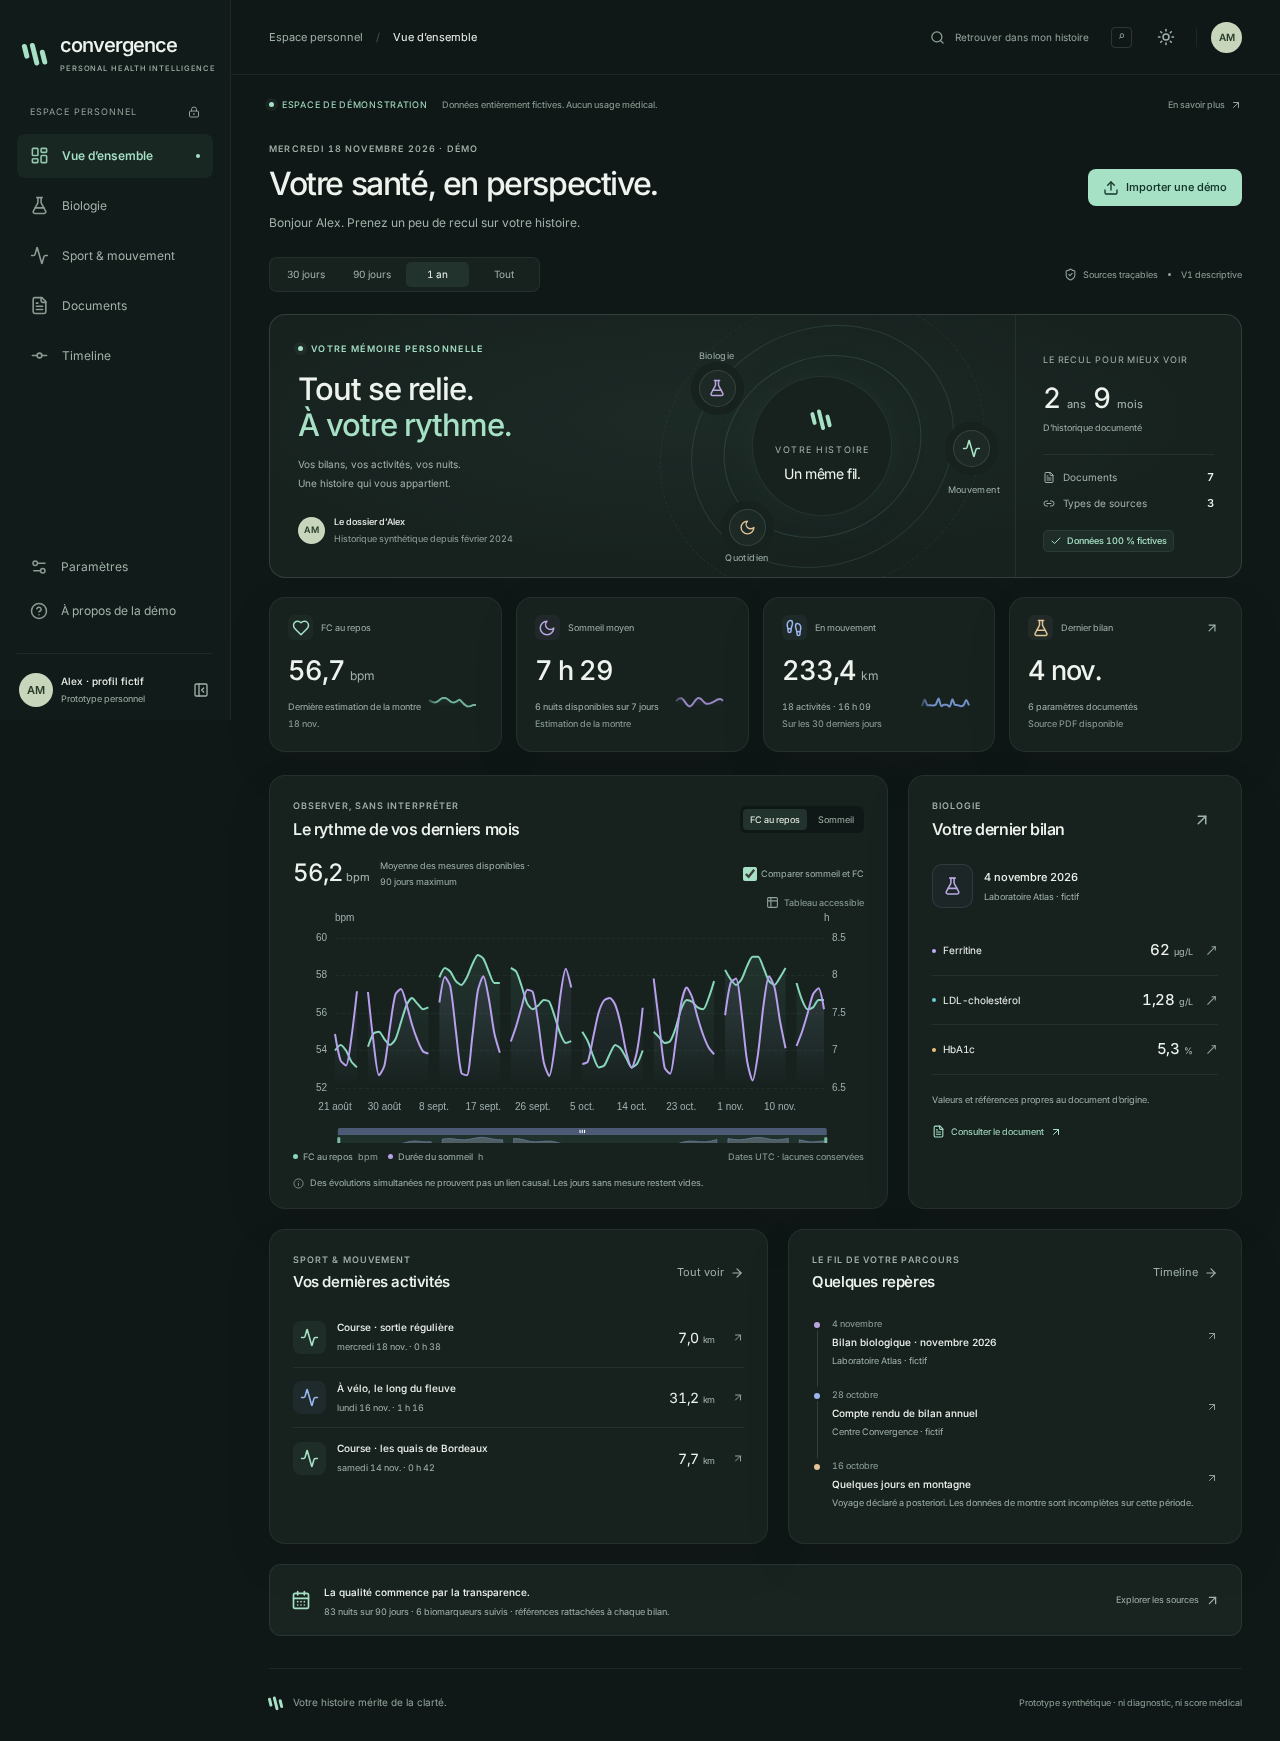 convergence
PERSONAL HEALTH INTELLIGENCE
ESPACE PERSONNEL
Vue d'ensemble
Biologie
Sport & mouvement
Documents
Timeline
Paramètres
À propos de la démo
AM
Alex · profil fictif
Prototype personnel
Espace personnel / Vue d'ensemble
Retrouver dans mon histoire
AM
ESPACE DE DÉMONSTRATION Données entièrement fictives. Aucun usage médical.
En savoir plus
MERCREDI 18 NOVEMBRE 2026 · DÉMO
Votre santé, en perspective.
Bonjour Alex. Prenez un peu de recul sur votre histoire.
Importer une démo
30 jours 90 jours 1 an Tout
Sources traçables • V1 descriptive
VOTRE MÉMOIRE PERSONNELLE
Tout se relie.
À votre rythme.
Vos bilans, vos activités, vos nuits.
Une histoire qui vous appartient.
AM
Le dossier d'Alex
Historique synthétique depuis février 2024
Biologie
VOTRE HISTOIRE
Un même fil.
Mouvement
Quotidien
LE RECUL POUR MIEUX VOIR
2 ans 9 mois
D'historique documenté
Documents 7
Types de sources 3
Données 100 % fictives
FC au repos
56,7 bpm
Dernière estimation de la montre
18 nov.
Sommeil moyen
7 h 29
6 nuits disponibles sur 7 jours
Estimation de la montre
En mouvement
233,4 km
18 activités · 16 h 09
Sur les 30 derniers jours
Dernier bilan
4 nov.
6 paramètres documentés
Source PDF disponible
OBSERVER, SANS INTERPRÉTER
Le rythme de vos derniers mois
FC au repos Sommeil
56,2 bpm
Moyenne des mesures disponibles ·
90 jours maximum
Comparer sommeil et FC
Tableau accessible
bpm h
60 8.5
58 8
56 7.5
54 7
52 6.5
21 août 30 août 8 sept. 17 sept. 26 sept. 5 oct. 14 oct. 23 oct. 1 nov. 10 nov.
FC au repos bpm Durée du sommeil h
Dates UTC · lacunes conservées
Des évolutions simultanées ne prouvent pas un lien causal. Les jours sans mesure restent vides.
BIOLOGIE
Votre dernier bilan
4 novembre 2026
Laboratoire Atlas · fictif
Ferritine 62 µg/L
LDL-cholestérol 1,28 g/L
HbA1c 5,3 %
Valeurs et références propres au document d'origine.
Consulter le document
SPORT & MOUVEMENT
Vos dernières activités
Tout voir
Course · sortie régulière
mercredi 18 nov. · 0 h 38
7,0 km
À vélo, le long du fleuve
lundi 16 nov. · 1 h 16
31,2 km
Course · les quais de Bordeaux
samedi 14 nov. · 0 h 42
7,7 km
LE FIL DE VOTRE PARCOURS
Quelques repères
Timeline
4 novembre
Bilan biologique · novembre 2026
Laboratoire Atlas · fictif
28 octobre
Compte rendu de bilan annuel
Centre Convergence · fictif
16 octobre
Quelques jours en montagne
Voyage déclaré a posteriori. Les données de montre sont incomplètes sur cette période.
La qualité commence par la transparence.
83 nuits sur 90 jours · 6 biomarqueurs suivis · références rattachées à chaque bilan.
Explorer les sources
Votre histoire mérite de la clarté.
Prototype synthétique · ni diagnostic, ni score médical